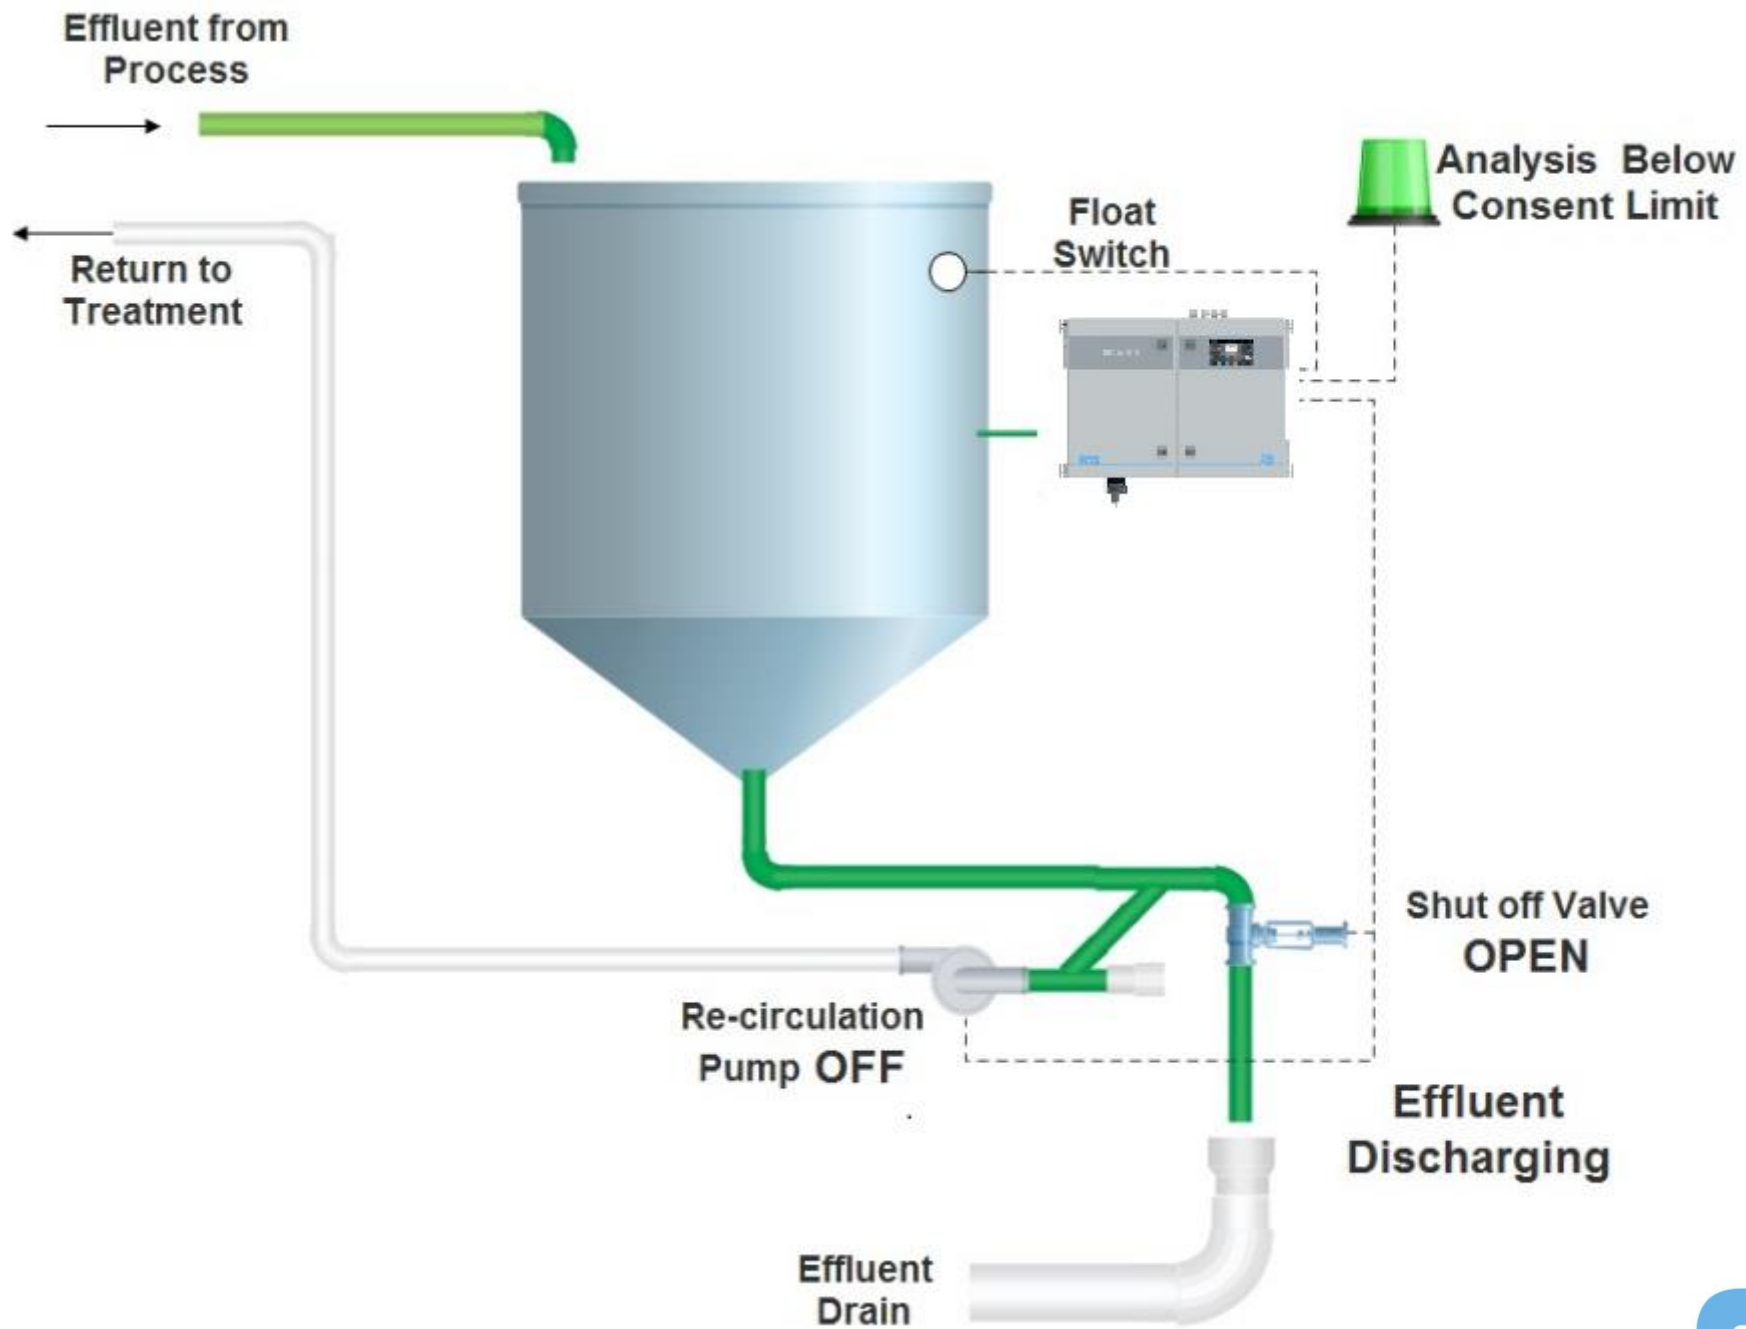 Effluent from
Process
Return to
Treatment
Float
Switch
Analysis Below
Consent Limit
Shut off Valve
OPEN
Re-circulation
Pump OFF
Effluent
Discharging
Effluent
Drain